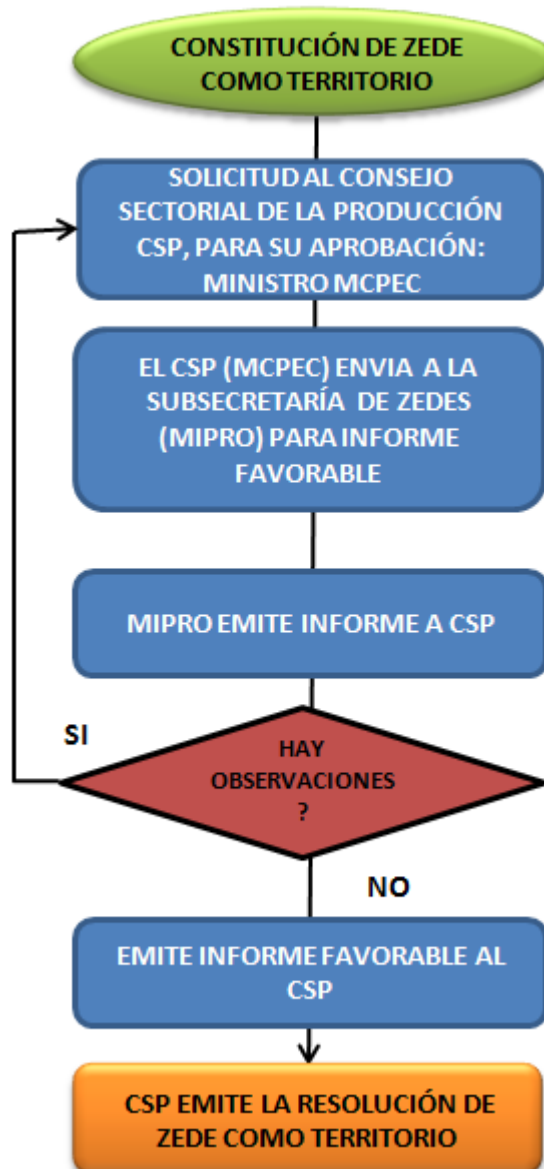 CONSTITUCIÓN DE ZEDE
COMO TERRITORIO
SOLICITUD AL CONSEJO
SECTORIAL DE LA PRODUCCIÓN
CSP, PARA SU APROBACIÓN:
MINISTRO MCPEC
EL CSP (MCPEC) ENVIA A LA
SUBSECRETARÍA DE ZEDES
(MIPRO) PARA INFORME
FAVORABLE
MIPRO EMITE INFORME A CSP
SI
HAY
OBSERVACIONES
?
NO
EMITE INFORME FAVORABLE AL
CSP
CSP EMITE LA RESOLUCIÓN DE
ZEDE COMO TERRITORIO